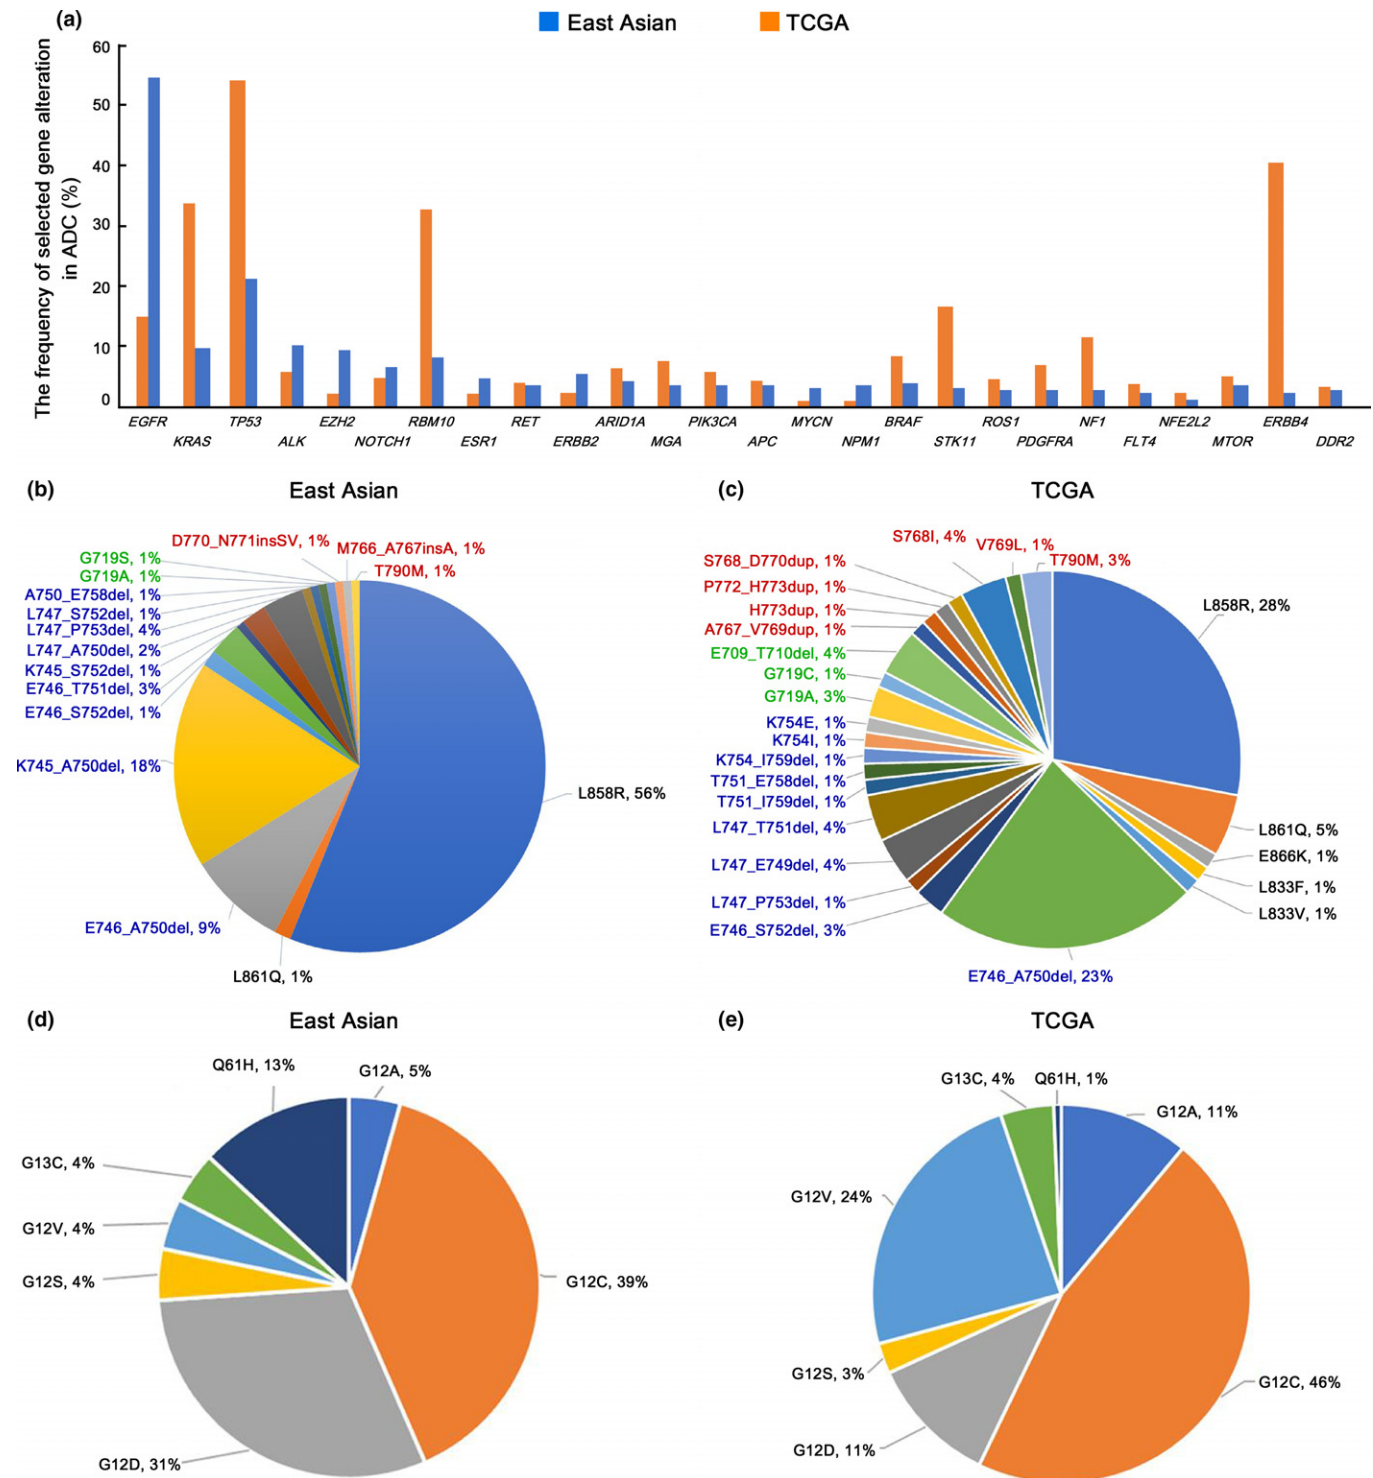 (a)
East Asian
TCGA
The frequency of selected gene alteration
in ADC (%)
60
50
40
30
20
10
0
EGFR
KRAS
TP53
ALK
EZH2
NOTCH1
RBM10
ESR1
RET
ERBB2
ARID1A
MGA
PIK3CA
APC
MYCN
NPM1
BRAF
STK11
ROS1
PDGFRA
NF1
FLT4
NFE2L2
MTOR
ERBB4
DDR2
(b)
East Asian
D770_N771insSV, 1%
M766_A767insA, 1%
T790M, 1%
G719S, 1%
G719A, 1%
A750_E758del, 1%
L747_S752del, 1%
L747_P753del, 4%
L747_A750del, 2%
K745_S752del, 1%
E746_T751del, 3%
E746_S752del, 1%
K745_A750del, 18%
L858R, 56%
E746_A750del, 9%
L861Q, 1%
(c)
TCGA
S768I, 4%
V769L, 1%
T790M, 3%
S768_D770dup, 1%
P772_H773dup, 1%
H773dup, 1%
A767_V769dup, 1%
E709_T710del, 4%
G719C, 1%
G719A, 3%
K754E, 1%
K754I, 1%
K754_I759del, 1%
T751_E758del, 1%
T751_I759del, 1%
L747_T751del, 4%
L747_E749del, 4%
L747_P753del, 1%
E746_S752del, 3%
L858R, 28%
L861Q, 5%
E866K, 1%
L833F, 1%
L833V, 1%
E746_A750del, 23%
(d)
East Asian
Q61H, 13%
G12A, 5%
G13C, 4%
G12V, 4%
G12S, 4%
G12C, 39%
G12D, 31%
(e)
TCGA
G13C, 4%
Q61H, 1%
G12A, 11%
G12V, 24%
G12S, 3%
G12C, 46%
G12D, 11%